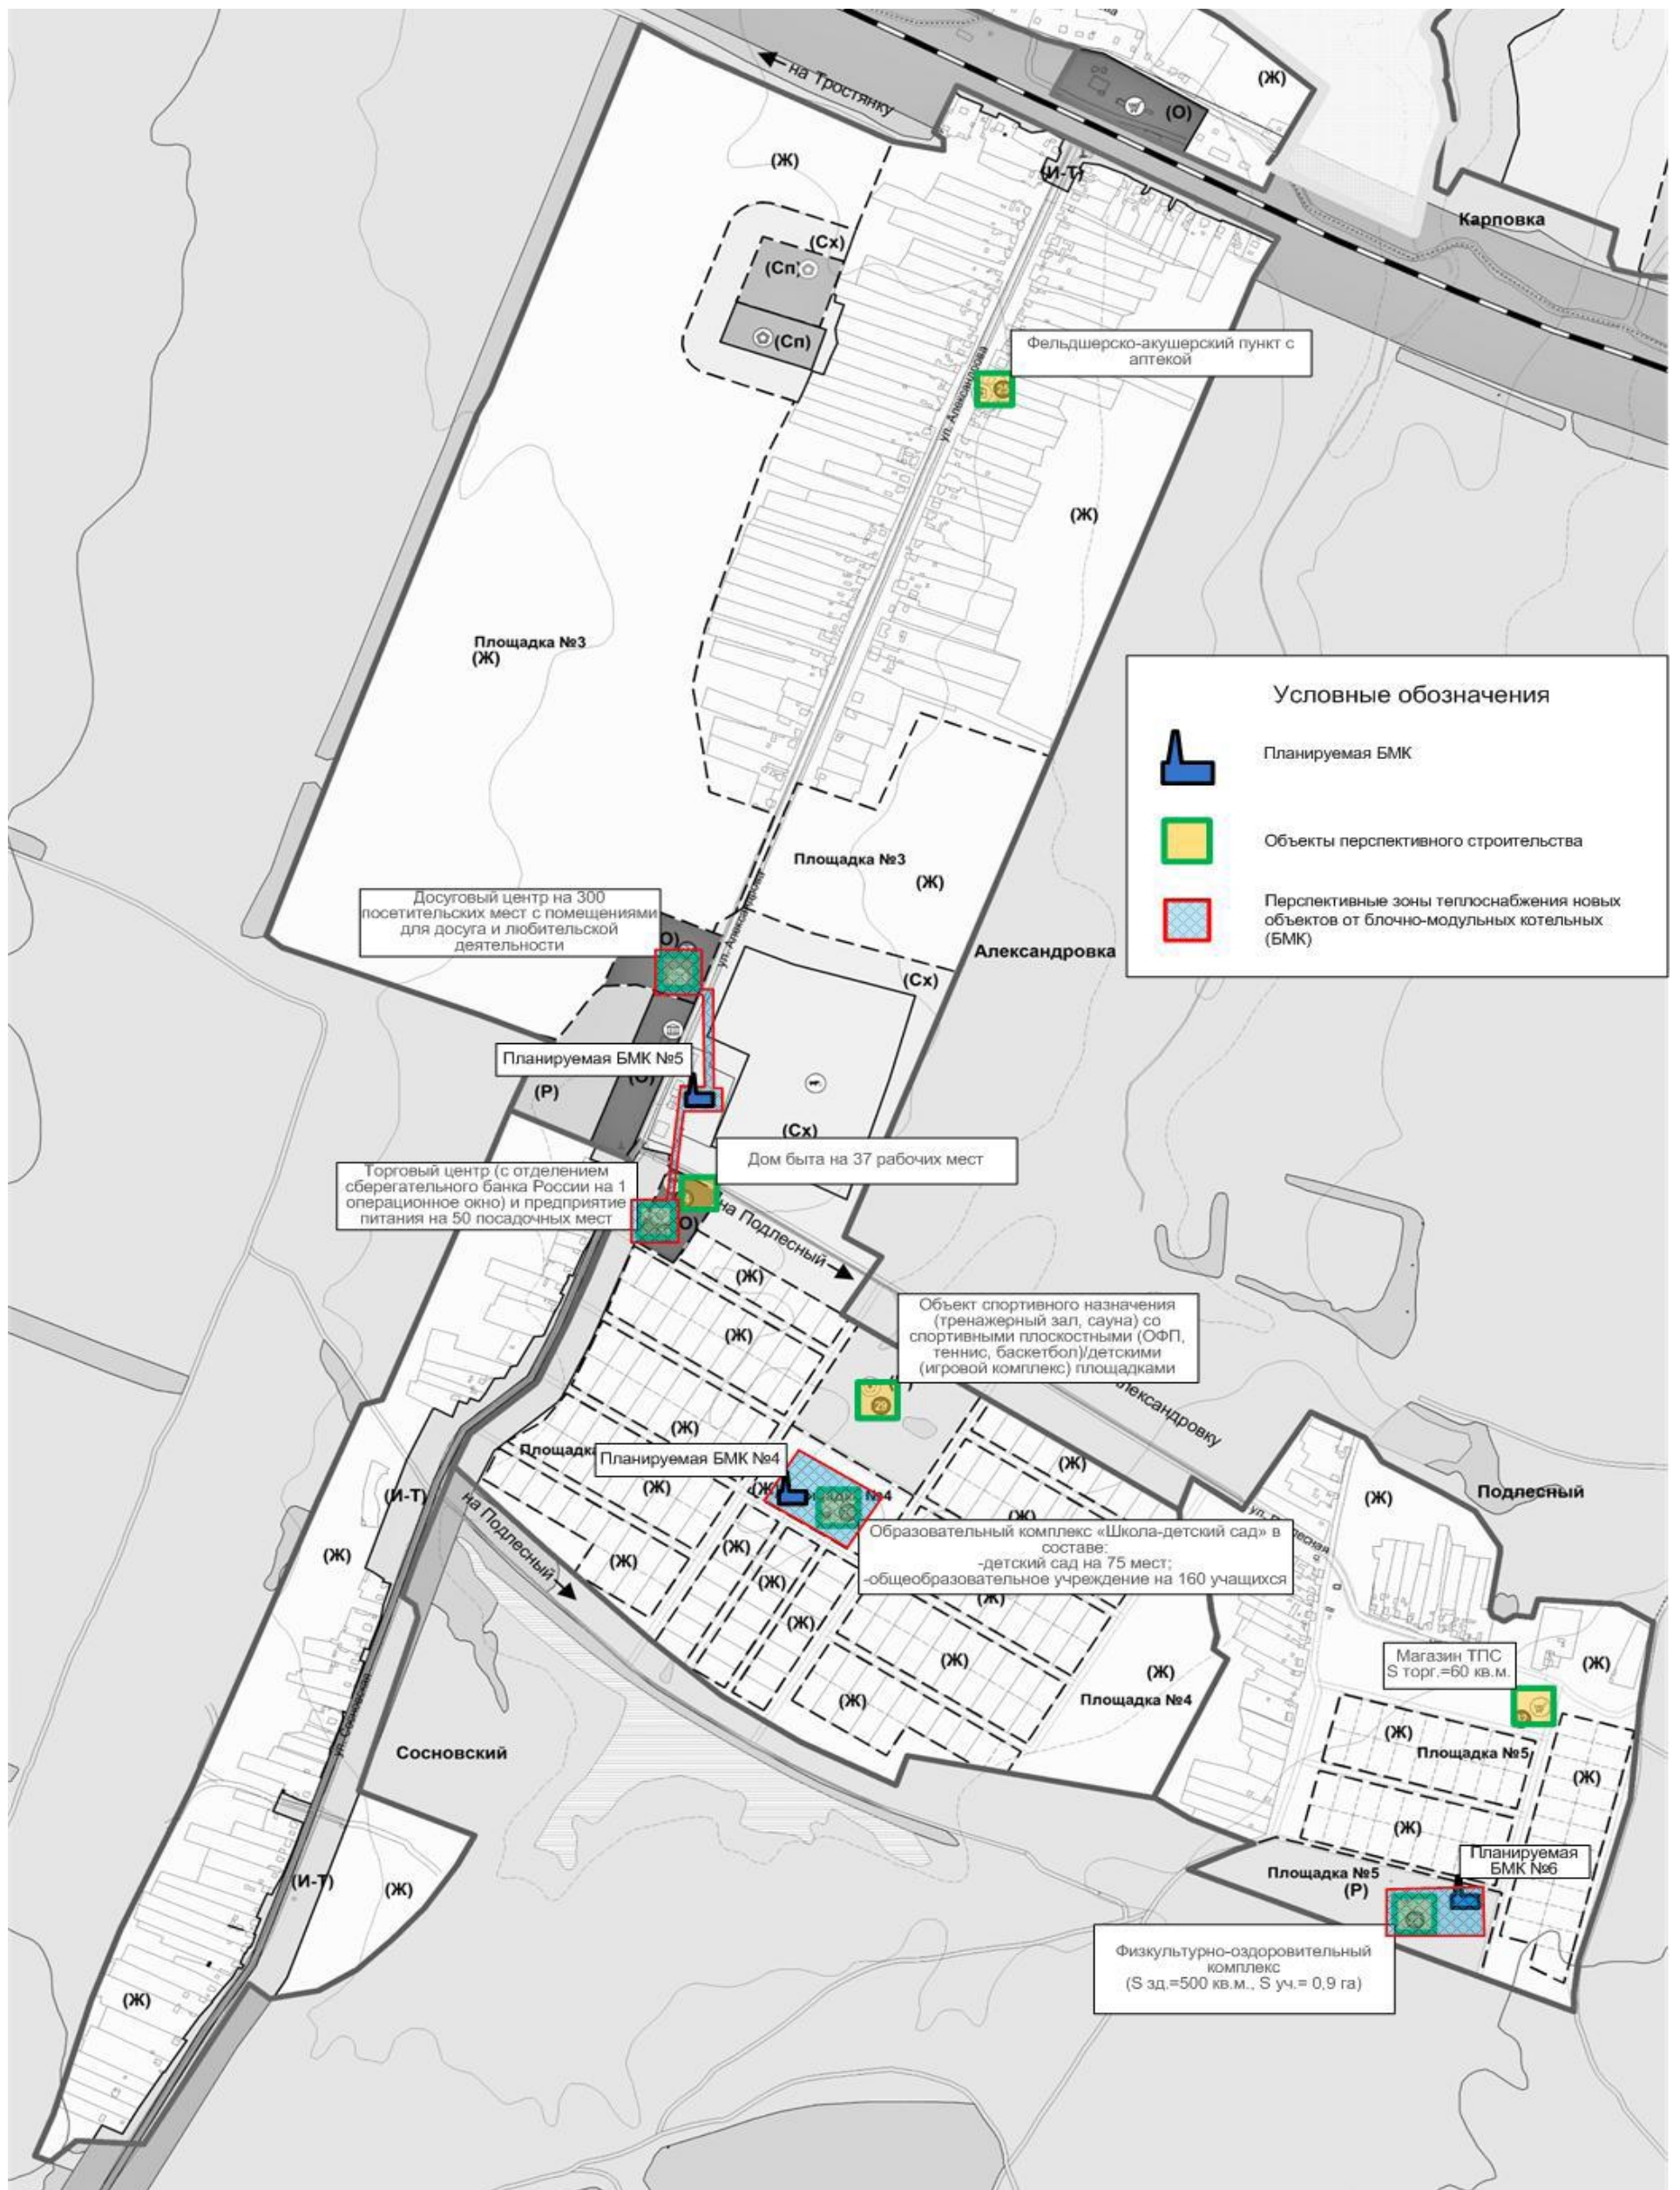 на Тростянку
(Ж)
(О)
(Ж)
(И-Т)
Карповка
(Сх)
(Сп)
(Сп)
Фельдшерско-акушерский пункт с
аптекой
ул. Александрова
(Ж)
Площадка №3
(Ж)
Условные обозначения
Планируемая БМК
Объекты перспективного строительства
Перспективные зоны теплоснабжения новых
объектов от блочно-модульных котельных
(БМК)
Площадка №3
(Ж)
ул. Александрова
Досуговый центр на 300
посетительских мест с помещениями
для досуга и любительской
деятельности
О)
Александровка
(Сх)
Планируемая БМК №5
(О)
(Р)
(Сх)
Дом быта на 37 рабочих мест
Торговый центр (с отделением
сберегательного банка России на 1
операционное окно) и предприятие
питания на 50 посадочных мест
О)
на Подлесный
(Ж)
(Ж)
Объект спортивного назначения
(тренажерный зал, сауна) со
спортивными плоскостными (ОФП,
теннис, баскетбол)/детскими
(игровой комплекс) площадками
29
лександровку
(Ж)
Площадка
Планируемая БМК №4
(Ж)
(Ж)
(Ж)
№4
(И-Т)
на Подлесный
(Ж)
Подлесный
(Ж)
Образовательный комплекс «Школа-детский сад» в
составе:
-детский сад на 75 мест;
-общеобразовательное учреждение на 160 учащихся
(Ж)
(Ж)
(Ж)
(Ж)
(Ж)
(Ж)
(Ж)
(Ж)
(Ж)
Площадка №4
(Ж)
Магазин ТПС
S торг.=60 кв.м.
(Ж)
(Ж)
Площадка №5
(Ж)
(Ж)
ул. Сосновская
Сосновский
(И-Т)
(Ж)
(Ж)
Планируемая
БМК №6
Площадка №5
(Р)
Физкультурно-оздоровительный
комплекс
(S зд.=500 кв.м., S уч.= 0,9 га)